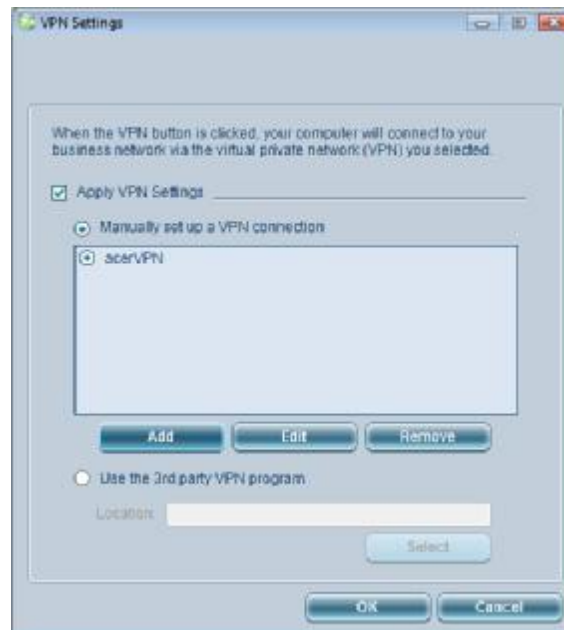 VPN Settings
When the VPN button is clicked, your computer will connect to your
business network via the virtual private network (VPN) you selected.
Apply VPN Settings
Manually set up a VPN connection
acerVPN
Add Edit Remove
Use the 3rd party VPN program
Location:
Select
OK Cancel